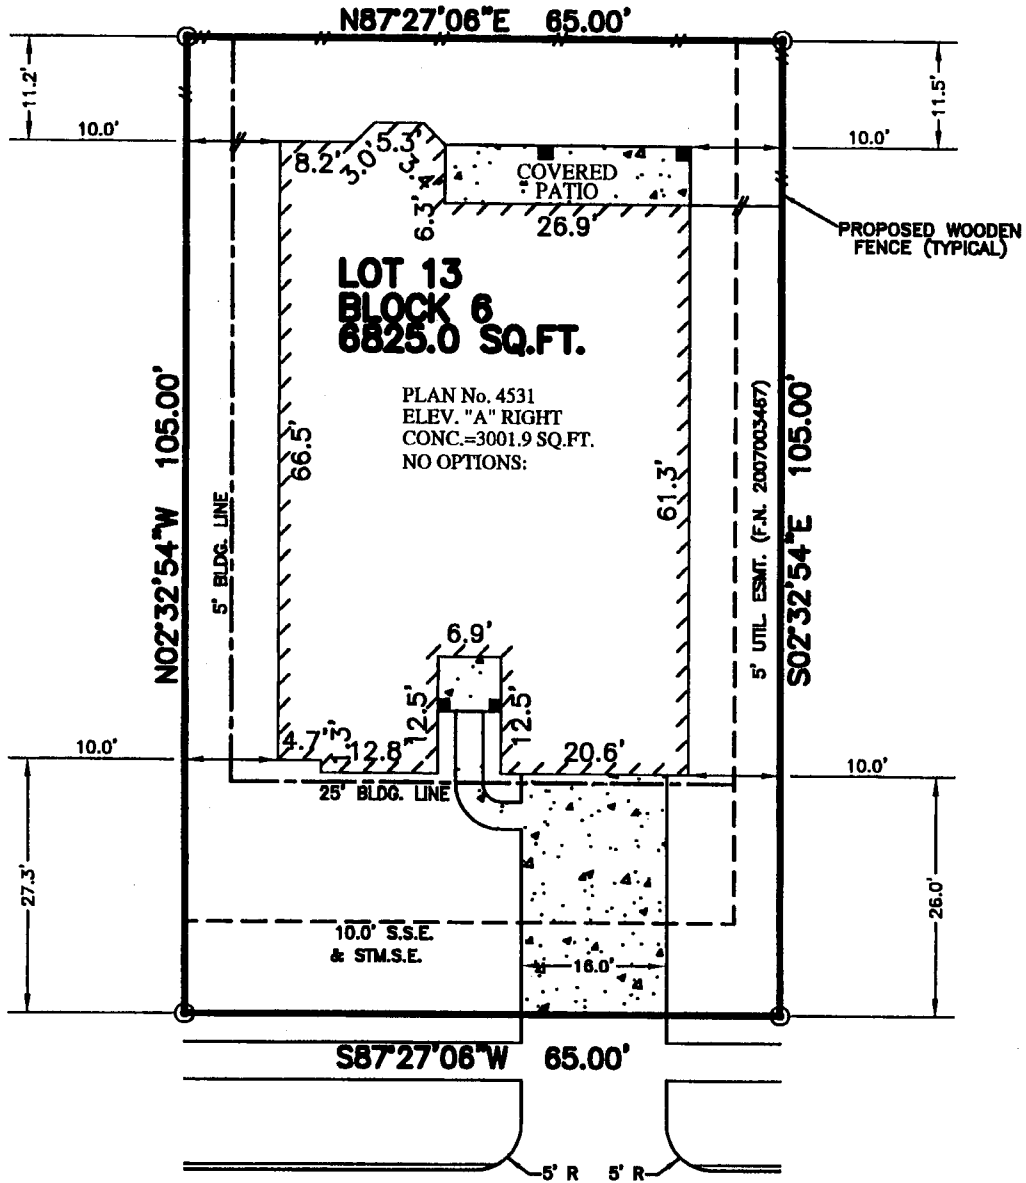 N87°27'06"E 65.00'
11.2'
11.5'
10.0'
10.0'
8.2'
3.0'
5.3'
3.4'
COVERED
PATIO
6.3'
26.9'
PROPOSED WOODEN
FENCE (TYPICAL)
LOT 13
BLOCK 6
6825.0 SQ.FT.
PLAN No. 4531
ELEV. "A" RIGHT
CONC.=3001.9 SQ.FT.
NO OPTIONS:
N02°32'54"W 105.00'
5' BLDG. LINE
66.5'
61.3'
5' UTIL. ESMT. (F.N. 2007003467)
S02°32'54"E 105.00'
6.9'
12.5'
12.5'
10.0'
4.7'
12.8'
20.6'
10.0'
25' BLDG. LINE
27.3'
26.0'
10.0' S.S.E.
& STM.S.E.
16.0'
S87°27'06"W 65.00'
5' R 5' R